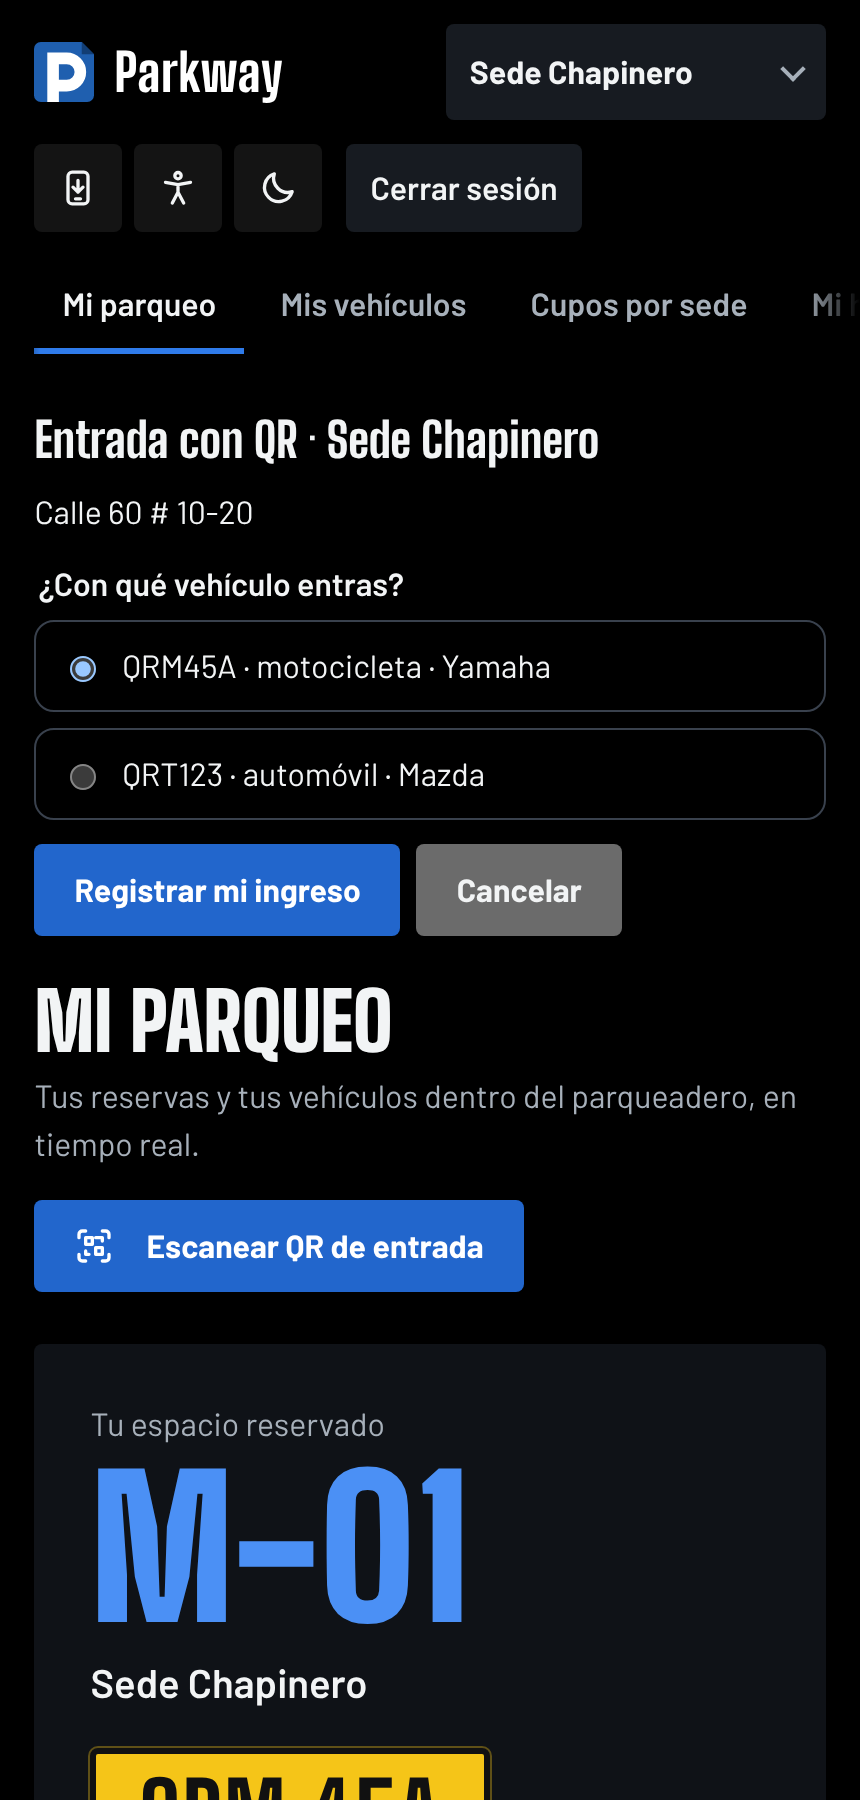 Parkway
Sede Chapinero
Cerrar sesión
Mi parqueo
Mis vehículos
Cupos por sede
Mi
Entrada con QR · Sede Chapinero
Calle 60 # 10-20
¿Con qué vehículo entras?
QRM45A · motocicleta · Yamaha
QRT123 · automóvil · Mazda
Registrar mi ingreso
Cancelar
MI PARQUEO
Tus reservas y tus vehículos dentro del parqueadero, en
tiempo real.
Escanear QR de entrada
Tu espacio reservado
M-01
Sede Chapinero
QRM 45A